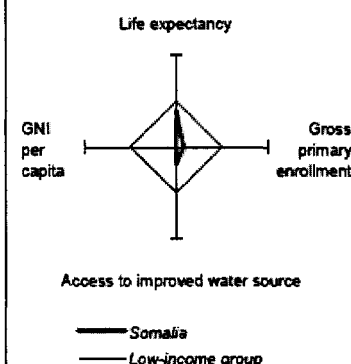 Life expectancy
GNI
per
capita
Gross
primary
enrollment
Access to improved water source
Somalia
Low-income group